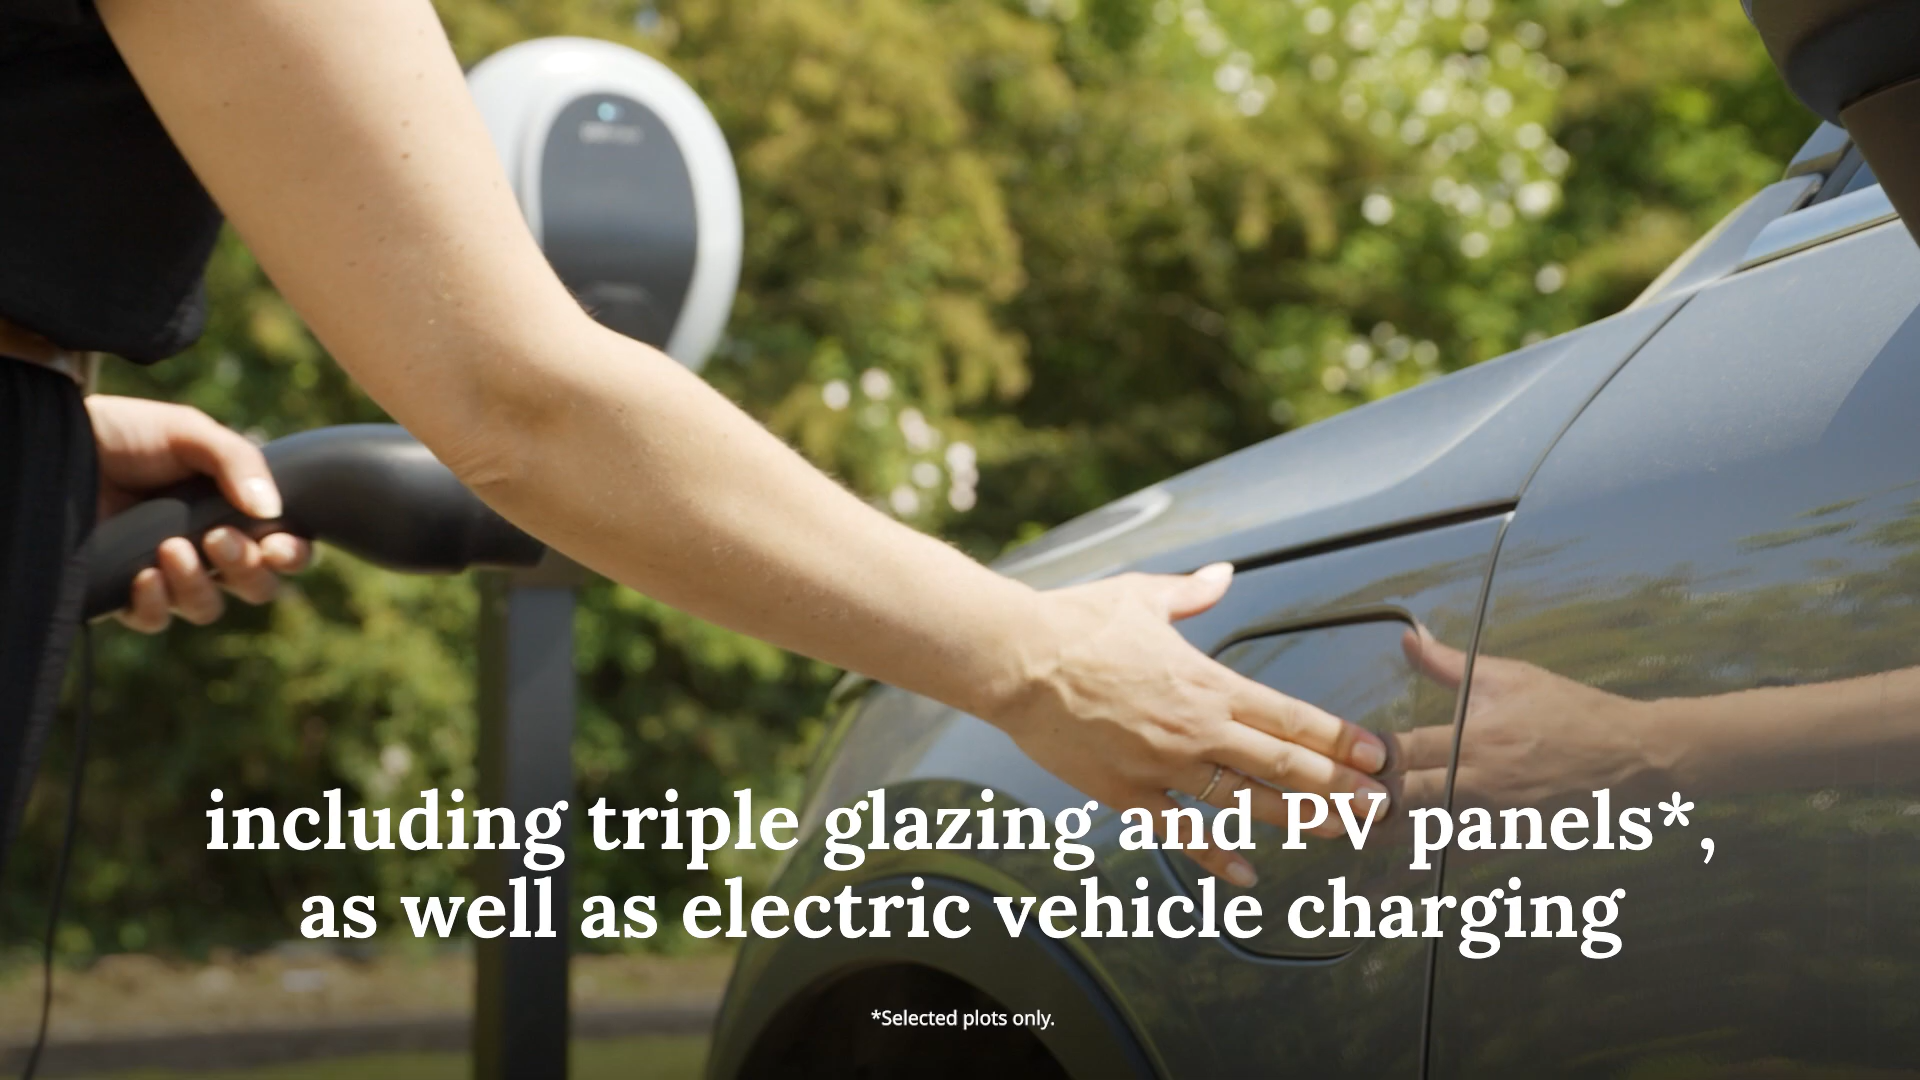 including triple glazing and PV panels*,
as well as electric vehicle charging
*Selected plots only.